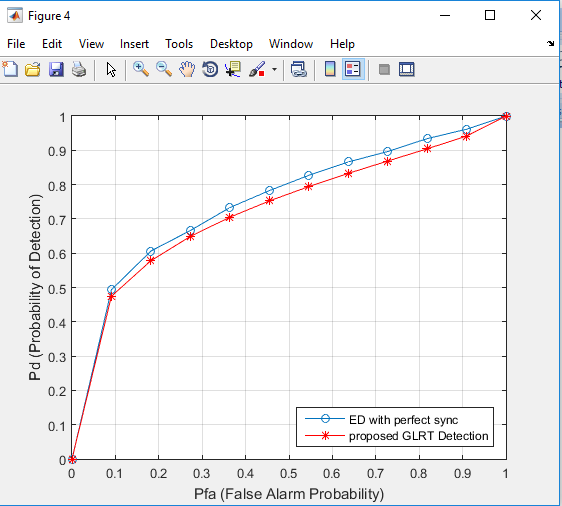 Figure 4
File Edit View Insert Tools Desktop Window Help
1
0.9
0.8
0.7
0.6
0.5
0.4
0.3
0.2
0.1
0
Pd (Probability of Detection)
ED with perfect sync
proposed GLRT Detection
0 0.1 0.2 0.3 0.4 0.5 0.6 0.7 0.8 0.9 1
Pfa (False Alarm Probability)